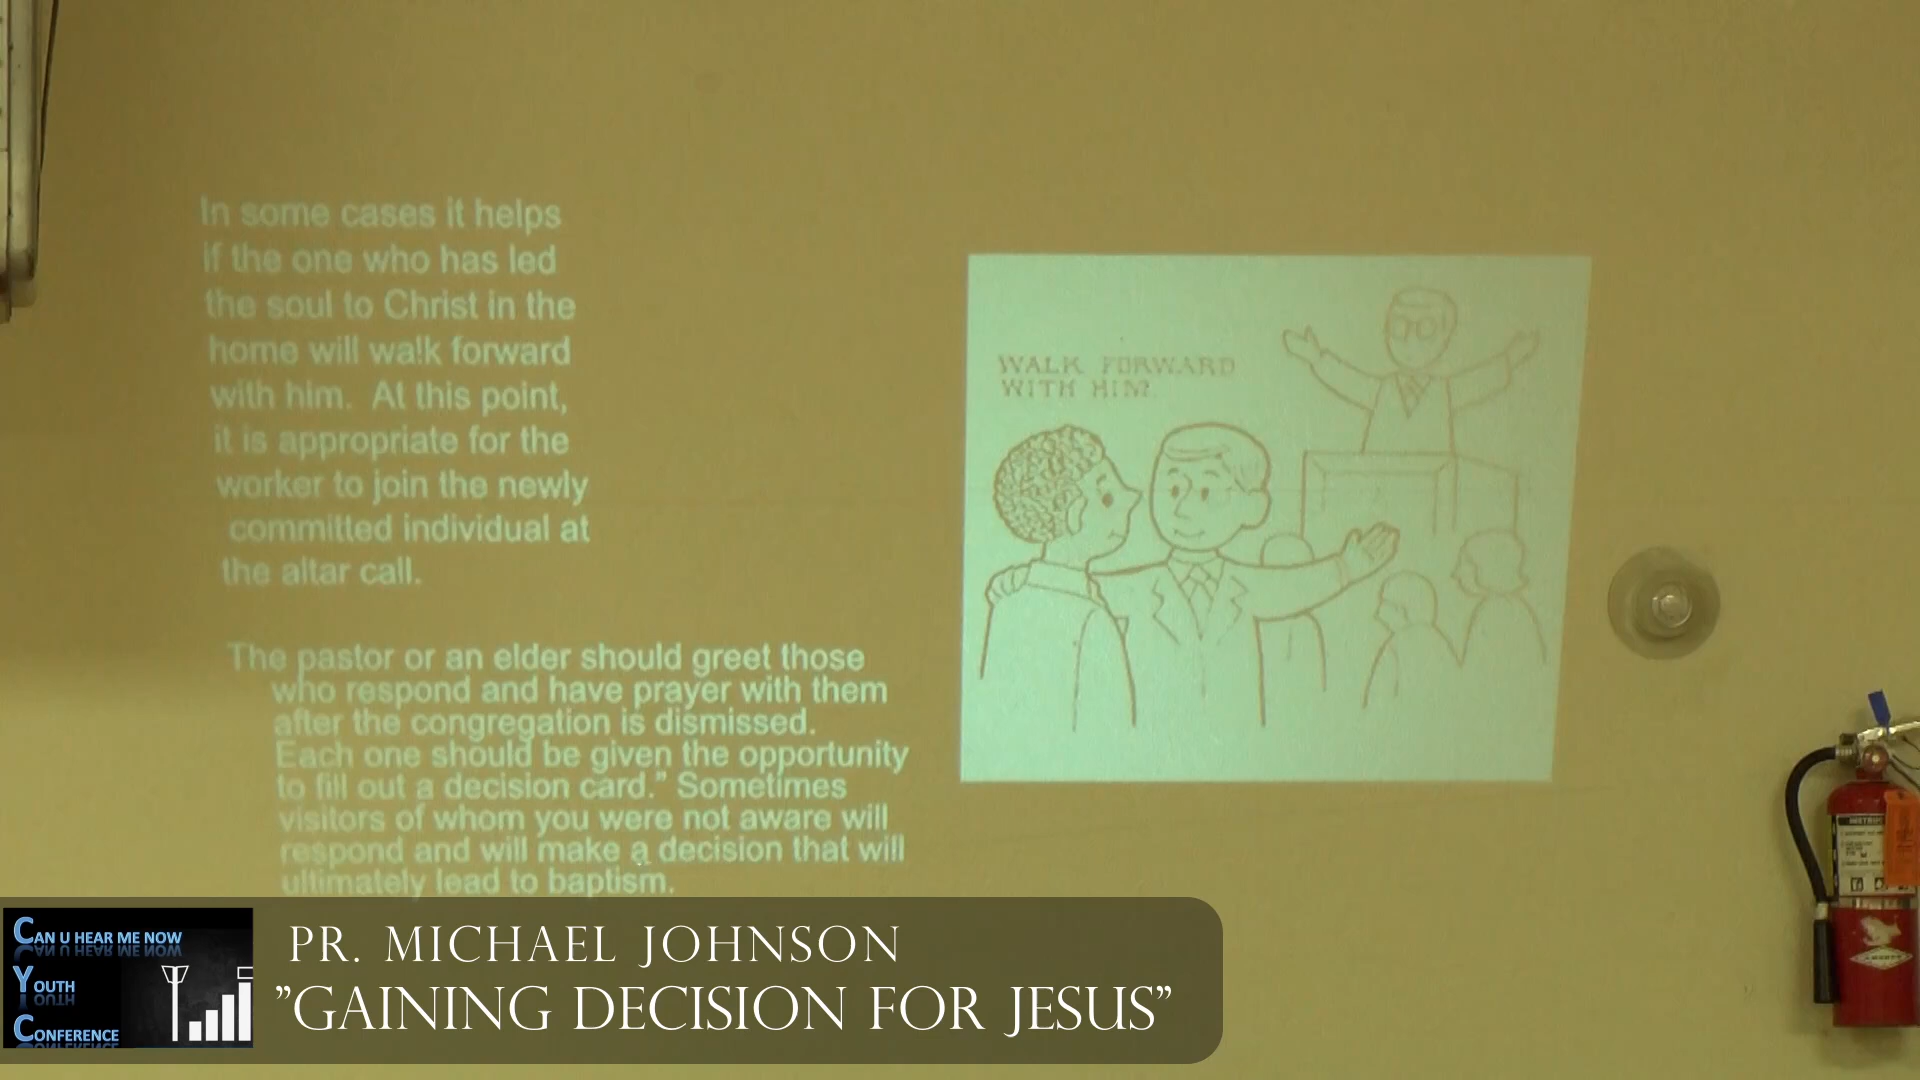 In some cases it helps
if the one who has led
the soul to Christ in the
home will walk forward
with him. At this point,
it is appropriate for the
worker to join the newly
committed individual at
the altar call.
The pastor or an elder should greet those
who respond and have prayer with them
after the congregation is dismissed.
Each one should be given the opportunity
to fill out a decision card." Sometimes
visitors of whom you were not aware will
respond and will make a decision that will
ultimately lead to baptism.
WALK FORWARD
WITH HIM
CAN U HEAR ME NOW
YOUTH
CONFERENCE
PR. MICHAEL JOHNSON
"GAINING DECISION FOR JESUS"